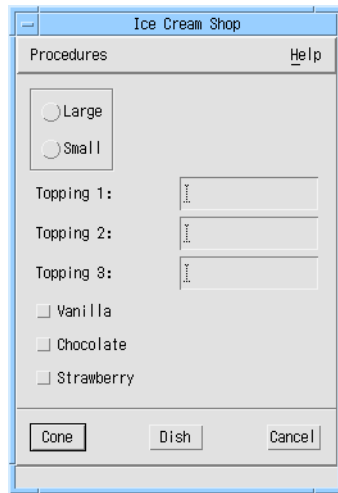 Ice Cream Shop
Procedures Help
Large
Small
Topping 1:
Topping 2:
Topping 3:
Vanilla
Chocolate
Strawberry
Cone Dish Cancel